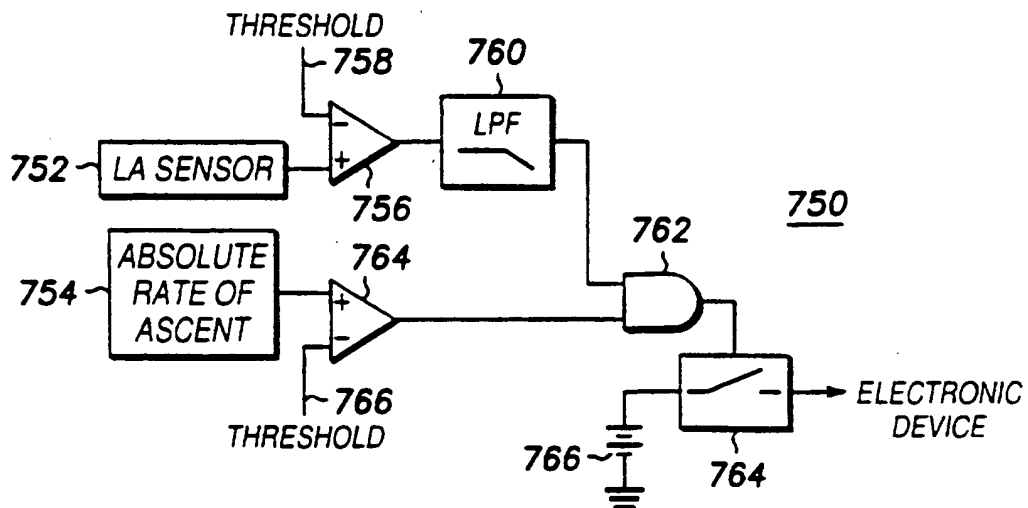 THRESHOLD
758
760
LPF
752
LA SENSOR
-
+
756
750
762
754
ABSOLUTE
RATE OF
ASCENT
764
+
-
766
THRESHOLD
ELECTRONIC
DEVICE
766
764